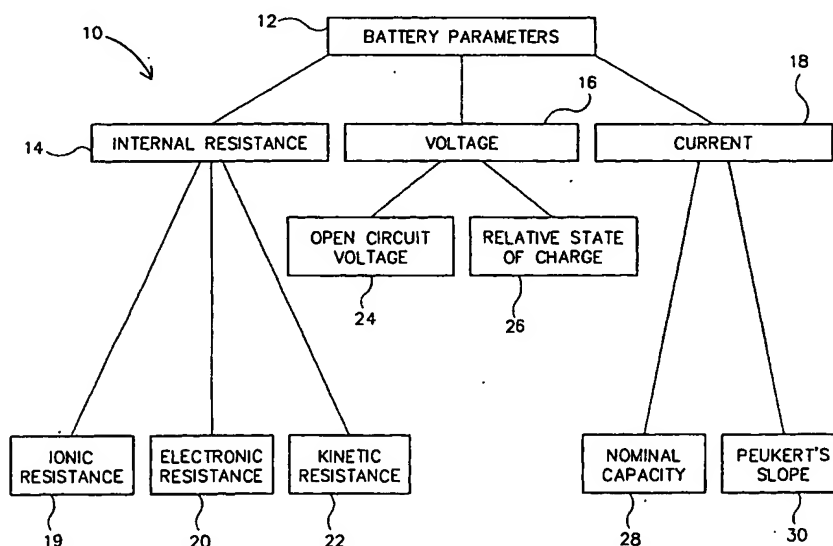 12
BATTERY PARAMETERS
10
14
INTERNAL RESISTANCE
16
VOLTAGE
18
CURRENT
OPEN CIRCUIT
VOLTAGE
24
RELATIVE STATE
OF CHARGE
26
IONIC
RESISTANCE
19
ELECTRONIC
RESISTANCE
20
KINETIC
RESISTANCE
22
NOMINAL
CAPACITY
28
PEUKERT'S
SLOPE
30